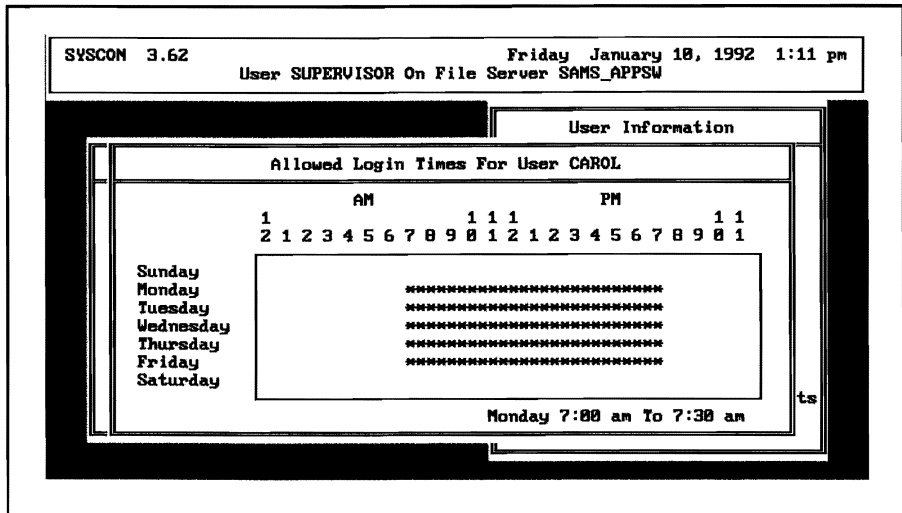 SYSCON 3.62 Friday January 10, 1992 1:11 pm
User SUPERVISOR On File Server SAMS_APPSW
User Information
Allowed Login Times For User CAROL
AM PM
1 1 1 1 1 1
2 1 2 3 4 5 6 7 8 9 0 1 2 1 2 3 4 5 6 7 8 9 0 1
Sunday
Monday *************************
Tuesday *************************
Wednesday *************************
Thursday *************************
Friday *************************
Saturday
ts
Monday 7:00 am To 7:30 am